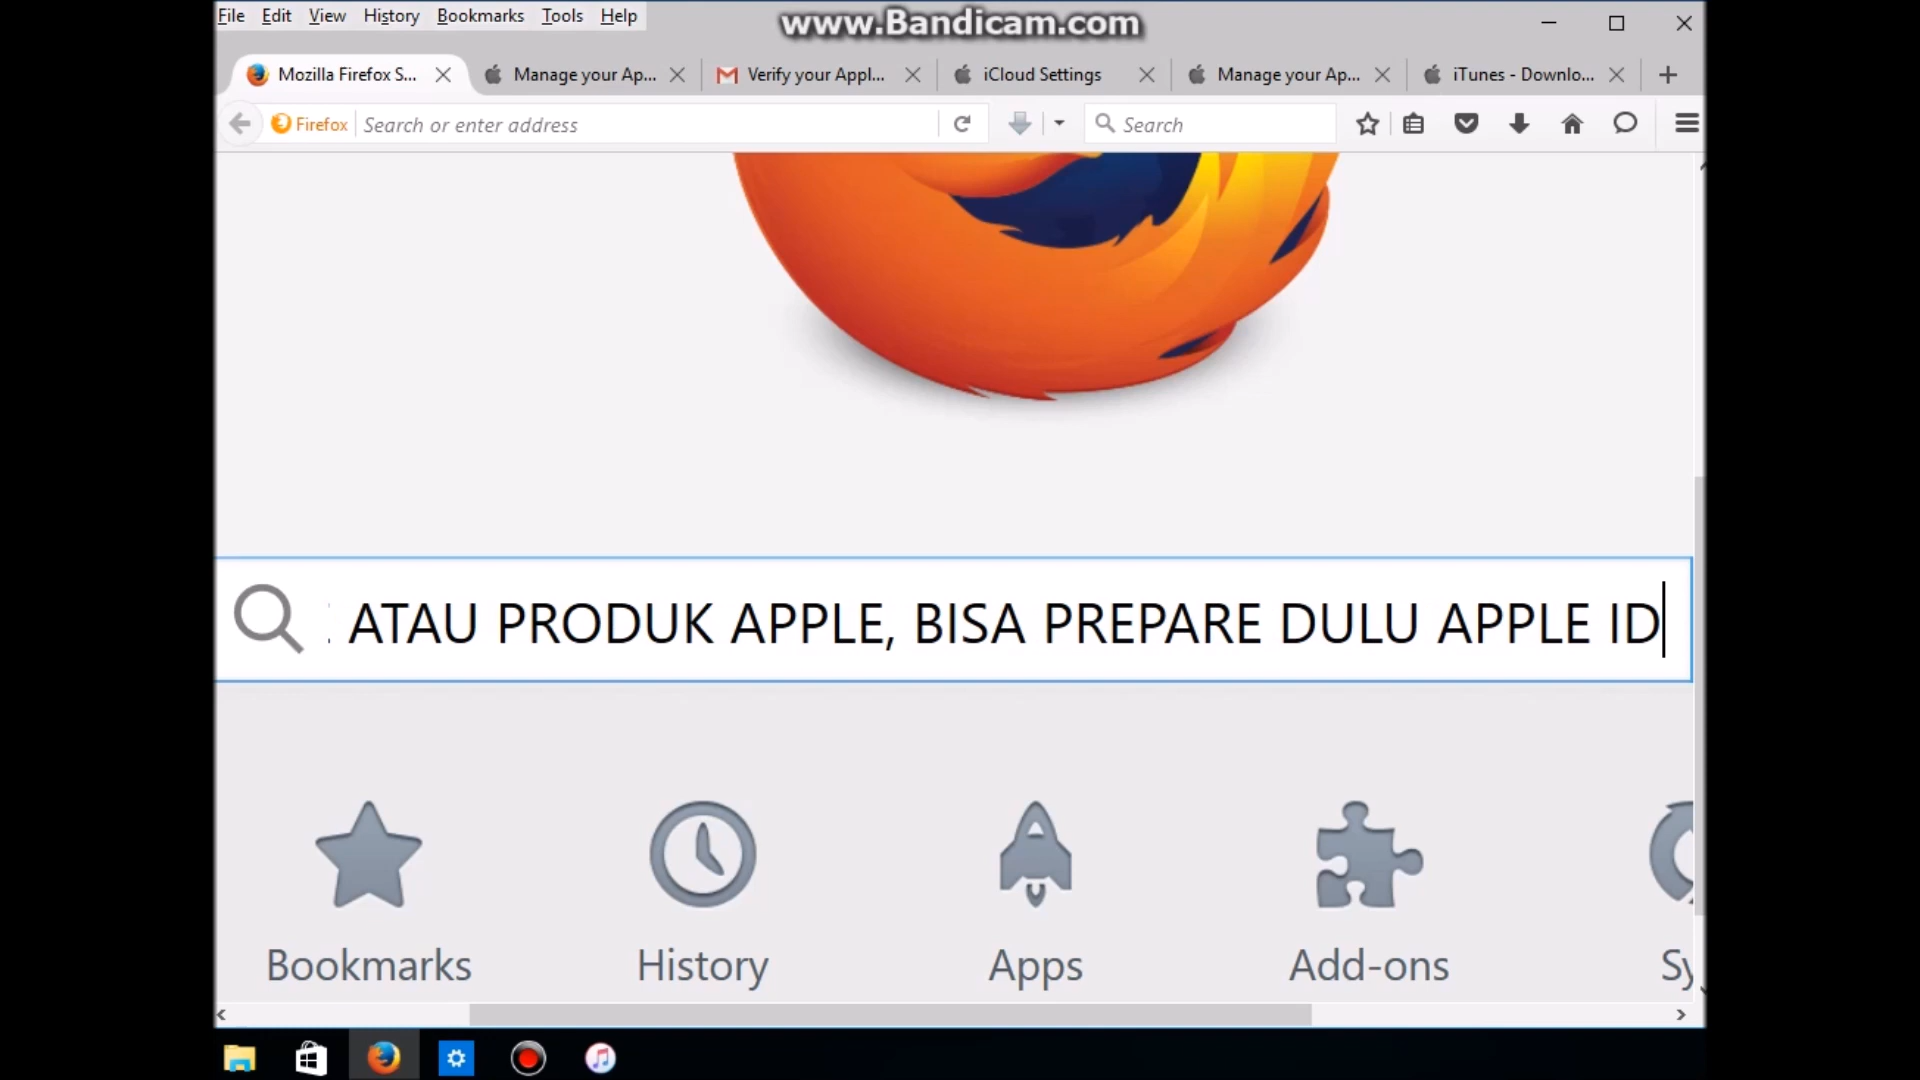 File Edit View History Bookmarks Tools Help
www.Bandicam.com
Mozilla Firefox S... Manage your Ap... Verify your Appl... iCloud Settings Manage your Ap... iTunes - Downlo...
Firefox Search or enter address Search
ATAU PRODUK APPLE, BISA PREPARE DULU APPLE ID
Bookmarks History Apps Add-ons Sy